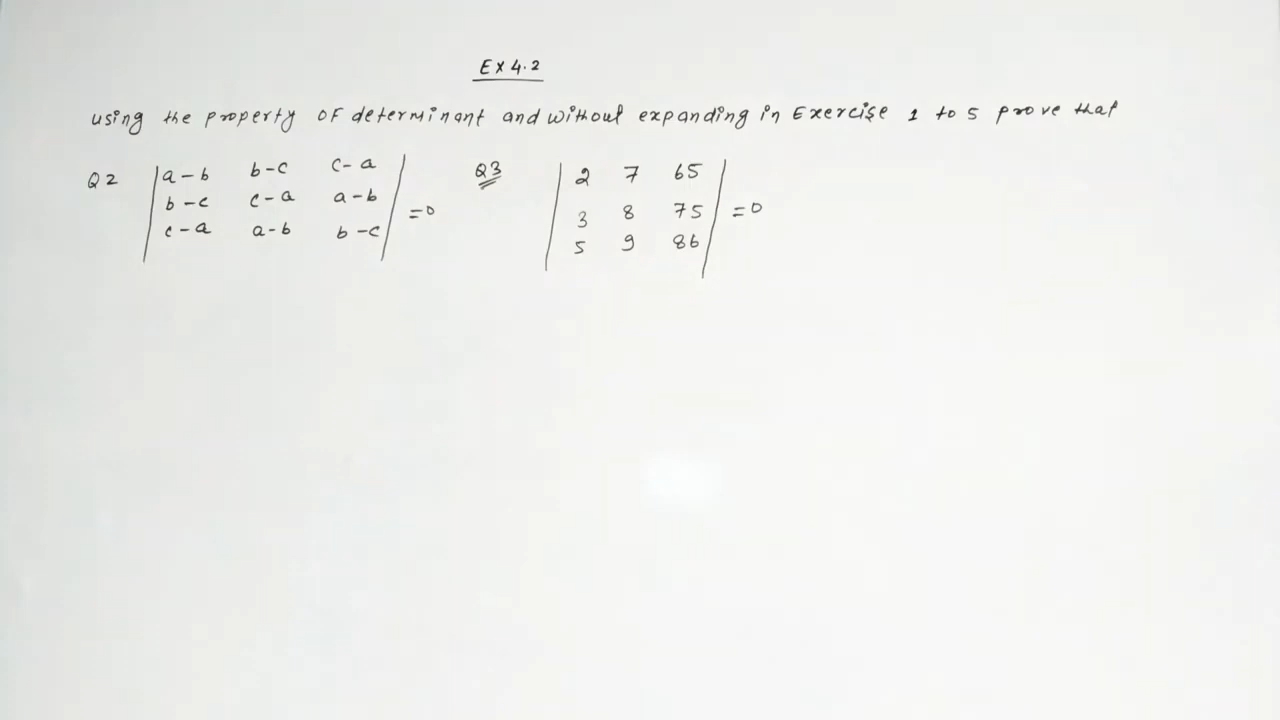 Ex 4.2
using the property of determinant and without expanding in Exercise 1 to 5 prove that
Q2 | a-b b-c c-a | Q3 | 2 7 65 |
| b-c c-a a-b | =0 | 3 8 75 | =0
| c-a a-b b-c | | 5 9 86 |